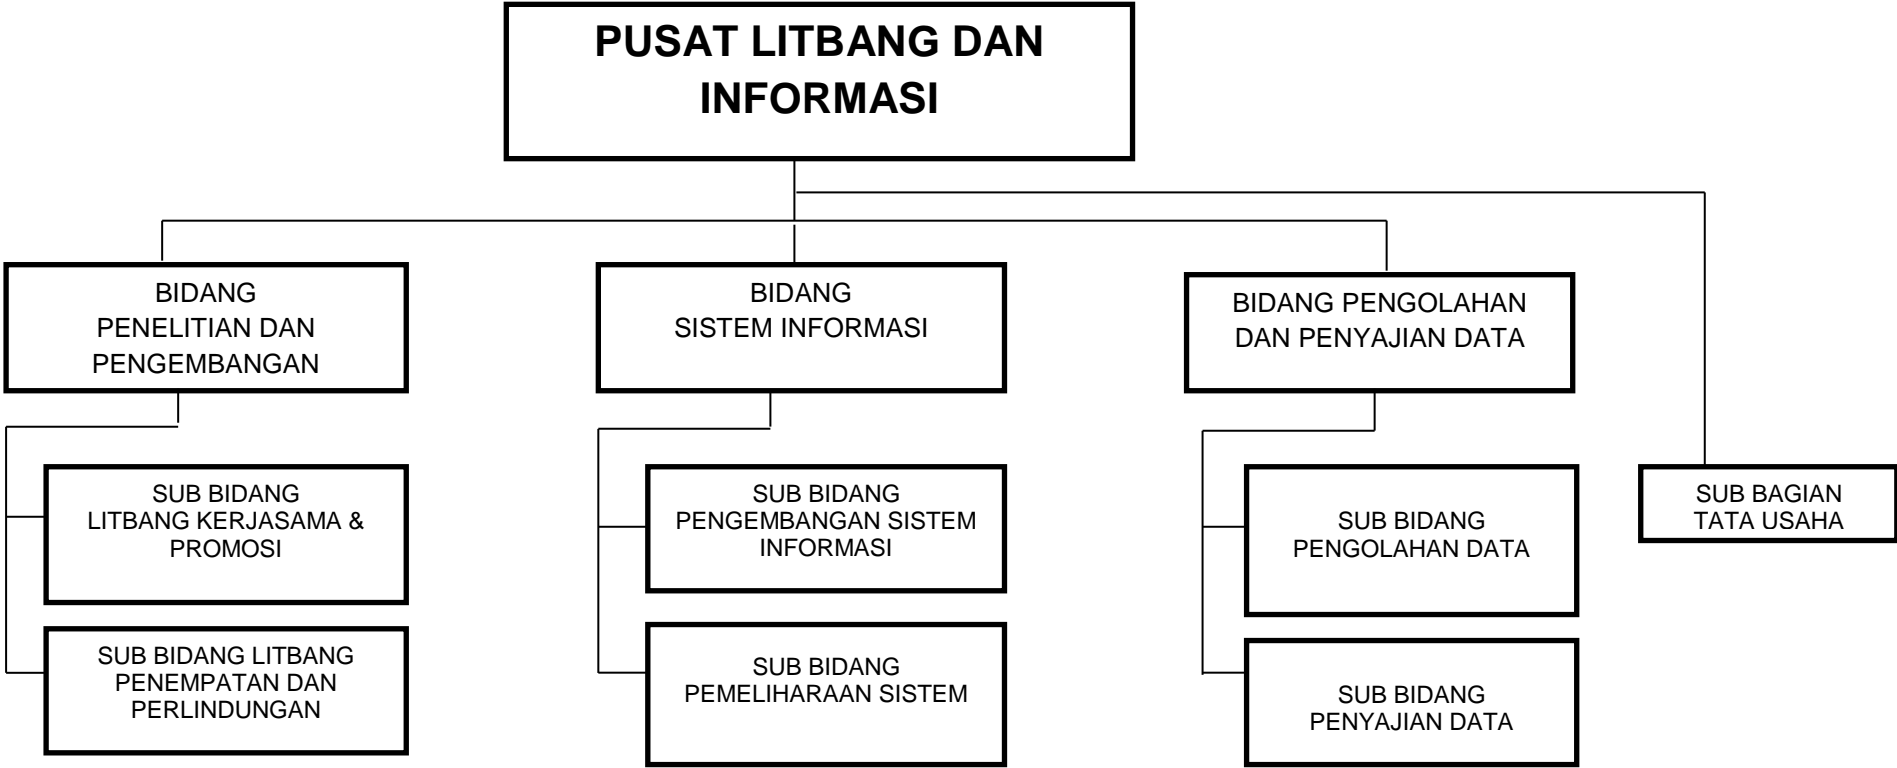 PUSAT LITBANG DAN
INFORMASI
BIDANG
PENELITIAN DAN
PENGEMBANGAN
BIDANG
SISTEM INFORMASI
BIDANG PENGOLAHAN
DAN PENYAJIAN DATA
SUB BIDANG
LITBANG KERJASAMA &
PROMOSI
SUB BIDANG LITBANG
PENEMPATAN DAN
PERLINDUNGAN
SUB BIDANG
PENGEMBANGAN SISTEM
INFORMASI
SUB BIDANG
PEMELIHARAAN SISTEM
SUB BIDANG
PENGOLAHAN DATA
SUB BIDANG
PENYAJIAN DATA
SUB BAGIAN
TATA USAHA